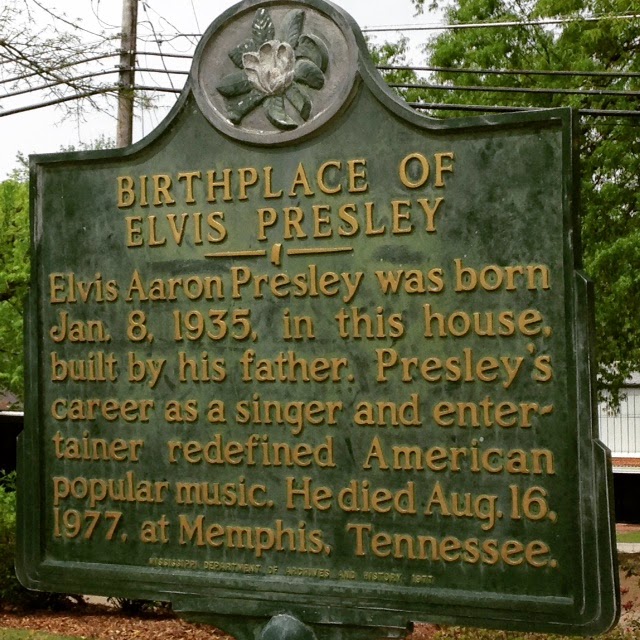 BIRTHPLACE OF
ELVIS PRESLEY
Elvis Aaron Presley was born
Jan. 8, 1935, in this house,
built by his father. Presley's
career as a singer and enter-
tainer redefined American
popular music. He died Aug. 16,
1977, at Memphis, Tennessee.
MISSISSIPPI DEPARTMENT OF ARCHIVES AND HISTORY